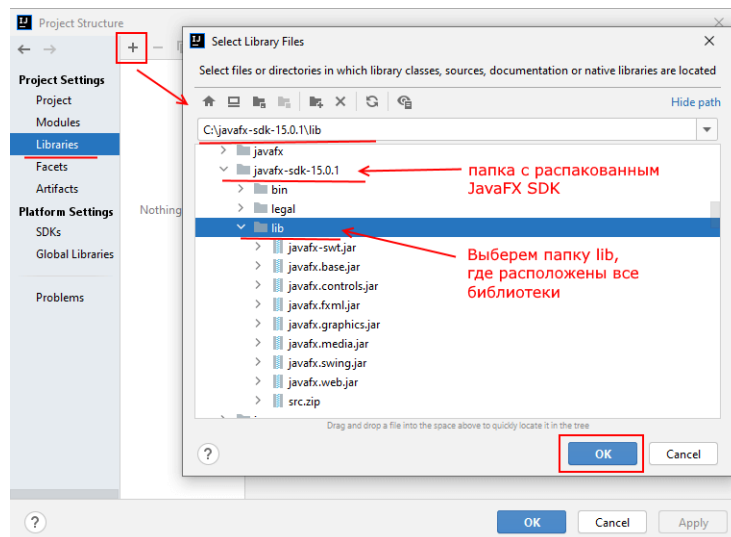 Project Structure
Project Settings
Project
Modules
Libraries
Facets
Artifacts
Platform Settings
SDKs
Global Libraries
Problems
Nothing
Select Library Files
Select files or directories in which library classes, sources, documentation or native libraries are located
Hide path
C:\javafx-sdk-15.0.1\lib
javafx
javafx-sdk-15.0.1
папка с распакованным
JavaFX SDK
bin
legal
lib
Выберем папку lib,
где расположены все
библиотеки
javafx-swt.jar
javafx.base.jar
javafx.controls.jar
javafx.fxml.jar
javafx.graphics.jar
javafx.media.jar
javafx.swing.jar
javafx.web.jar
src.zip
Drag and drop a file into the space above to quickly locate it in the tree
?
OK
Cancel
?
OK
Cancel
Apply